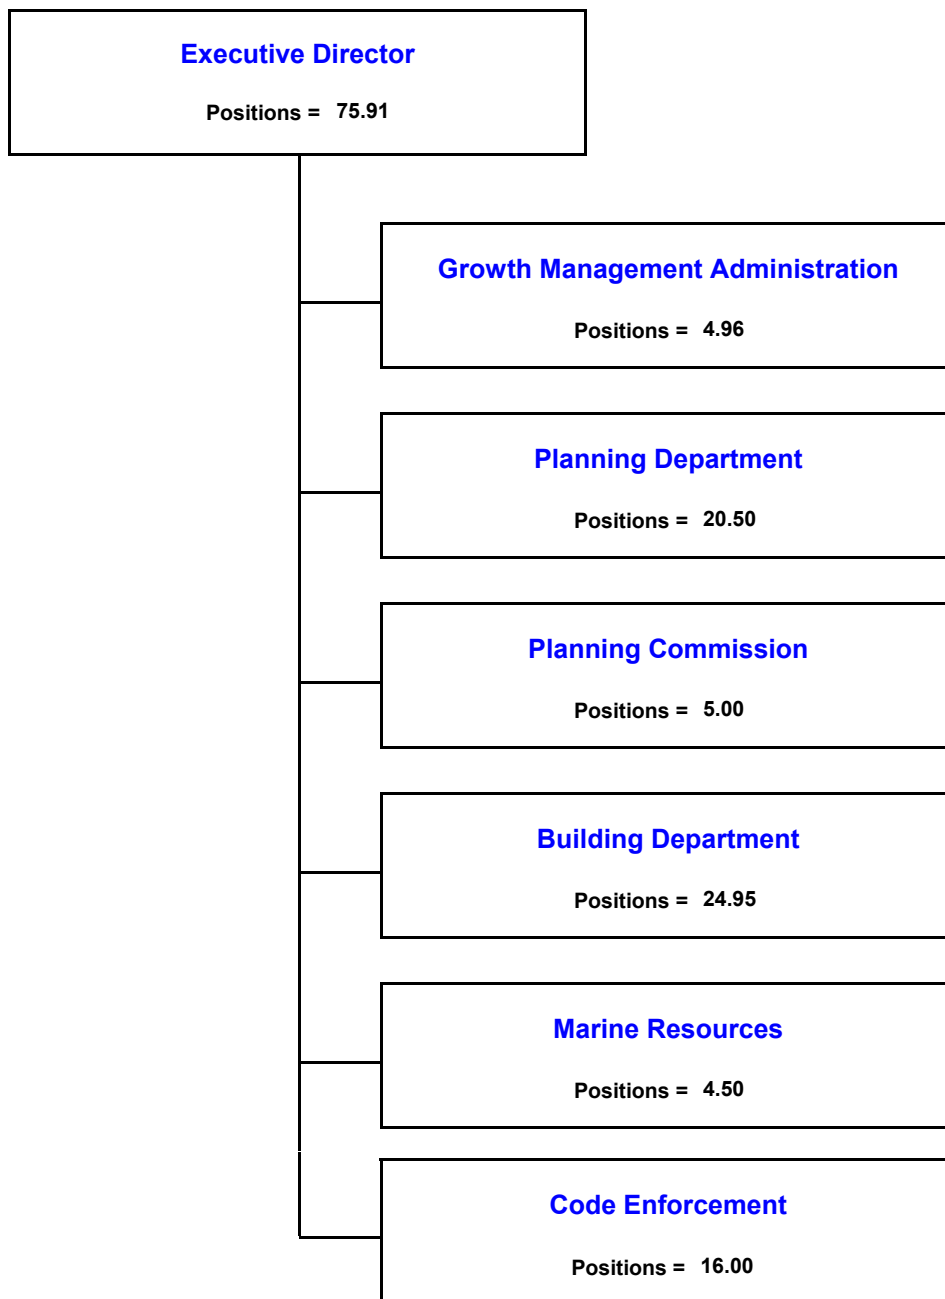 Executive Director
Positions = 75.91
Growth Management Administration
Positions = 4.96
Planning Department
Positions = 20.50
Planning Commission
Positions = 5.00
Building Department
Positions = 24.95
Marine Resources
Positions = 4.50
Code Enforcement
Positions = 16.00